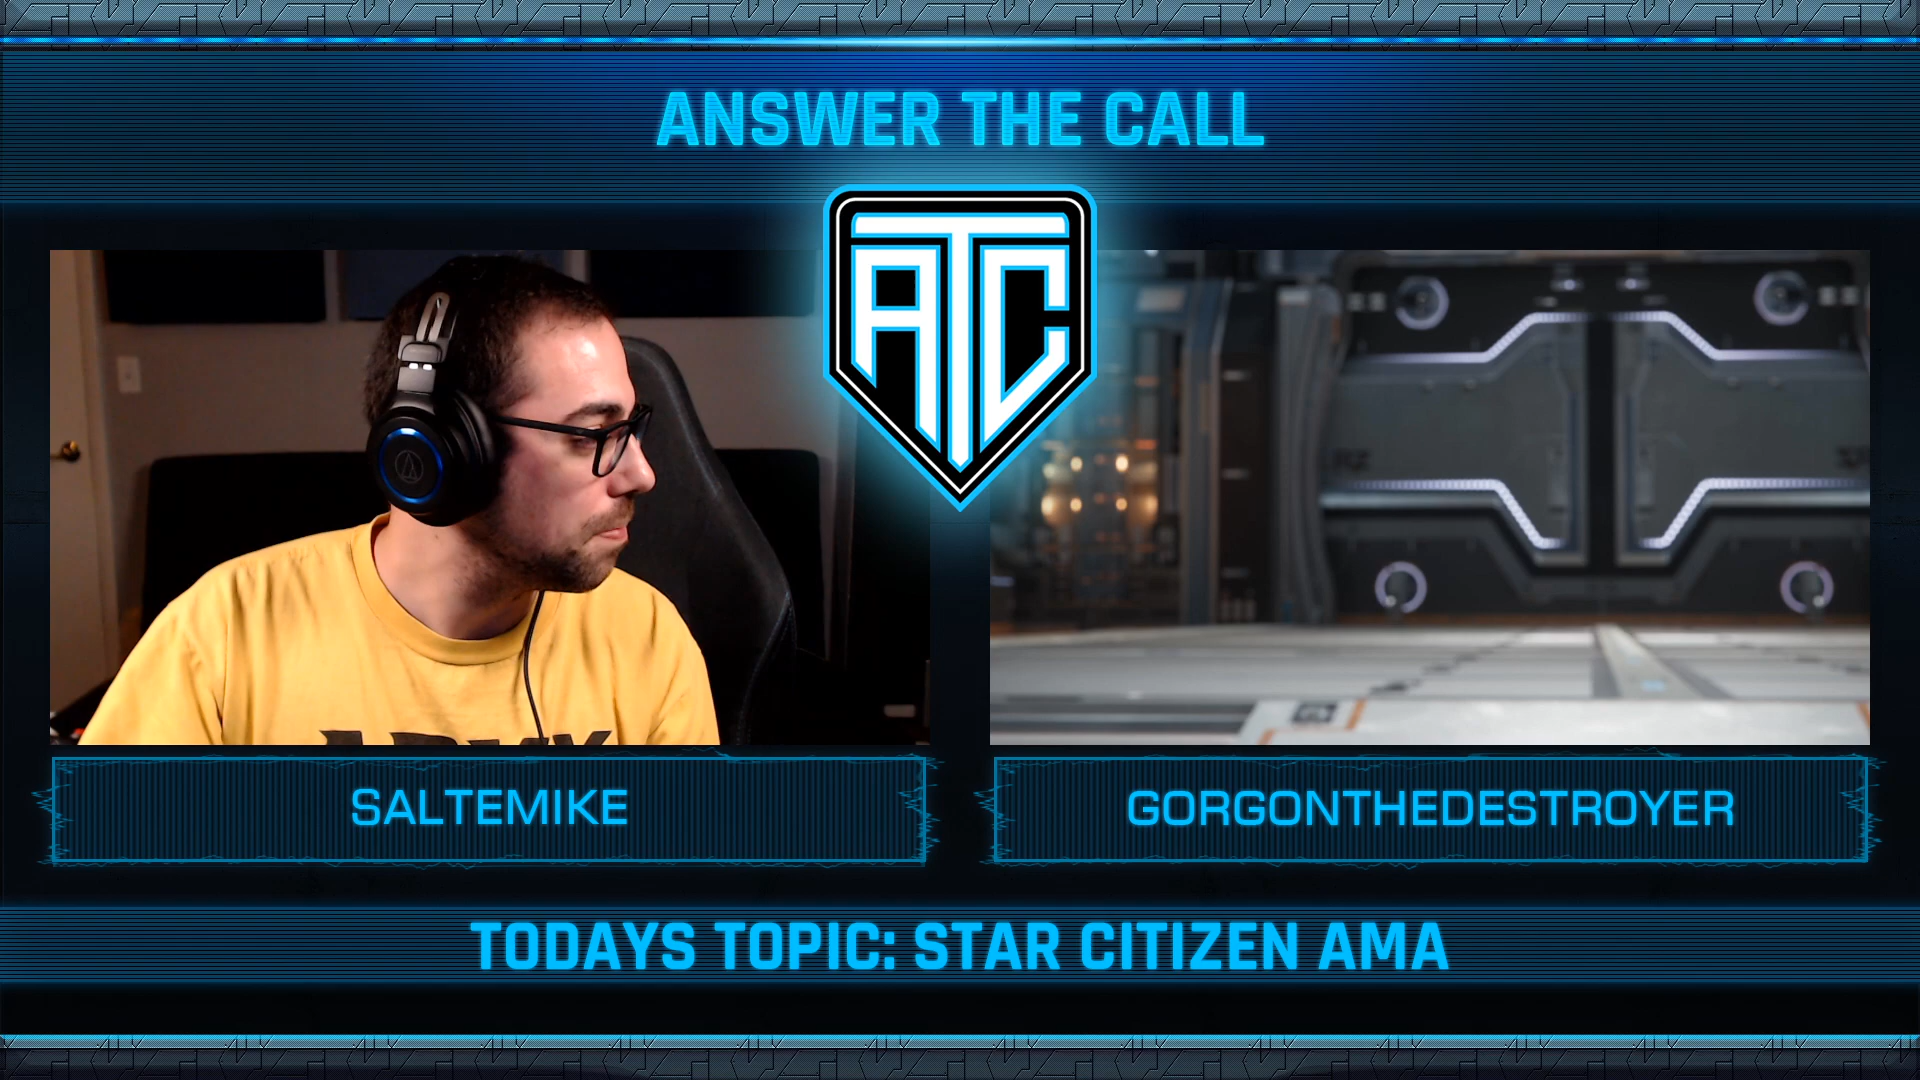 ANSWER THE CALL
ATC
SALTEMIKE
GORGONTHEDESTROYER
TODAYS TOPIC: STAR CITIZEN AMA